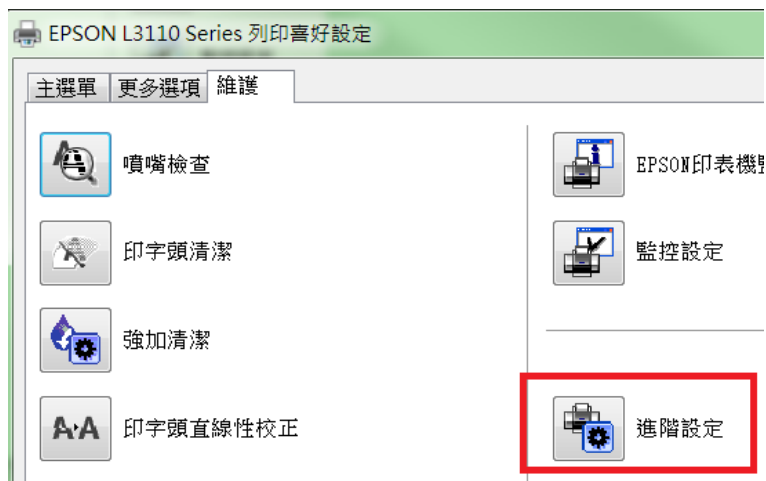 EPSON L3110 Series 列印喜好設定
主選單 更多選項 維護
噴嘴檢查
印字頭清潔
強加清潔
印字頭直線性校正
EPSON印表機
監控設定
進階設定